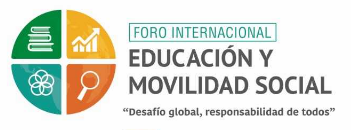 FORO INTERNACIONAL
EDUCACIÓN Y
MOVILIDAD SOCIAL
“Desafío global, responsabilidad de todos”